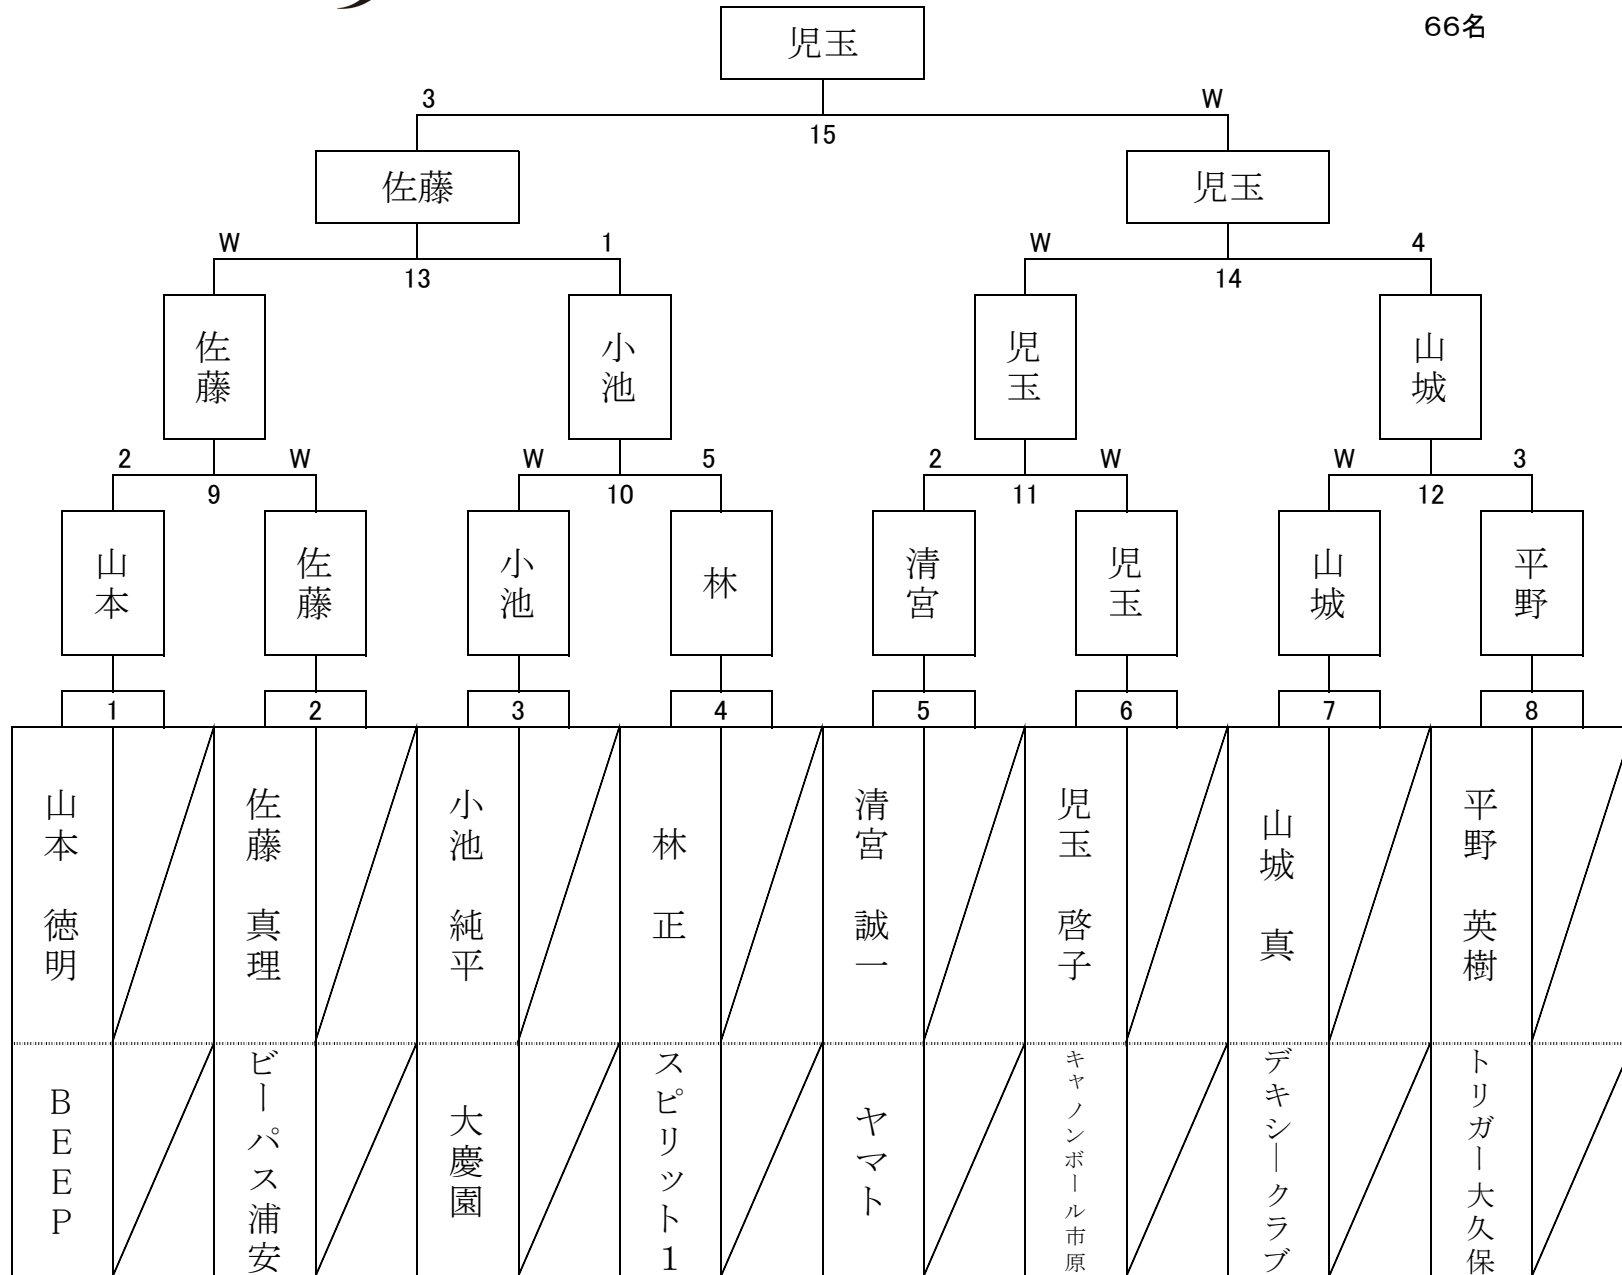 66名
児玉
3 W
15
佐藤 児玉
W 1 W 4
13 14
佐藤 小池 児玉 山城
2 W W 5 2 W W 3
9 10 11 12
山本 佐藤 小池 林 清宮 児玉 山城 平野
1 2 3 4 5 6 7 8
山本 徳明
佐藤 真理
小池 純平
林 正
清宮 誠一
児玉 啓子
山城 真
平野 英樹
BEEP
ビーパス浦安
大慶園
スピリット1
ヤマト
キャノンボール市原
デキシークラブ
トリガー大久保